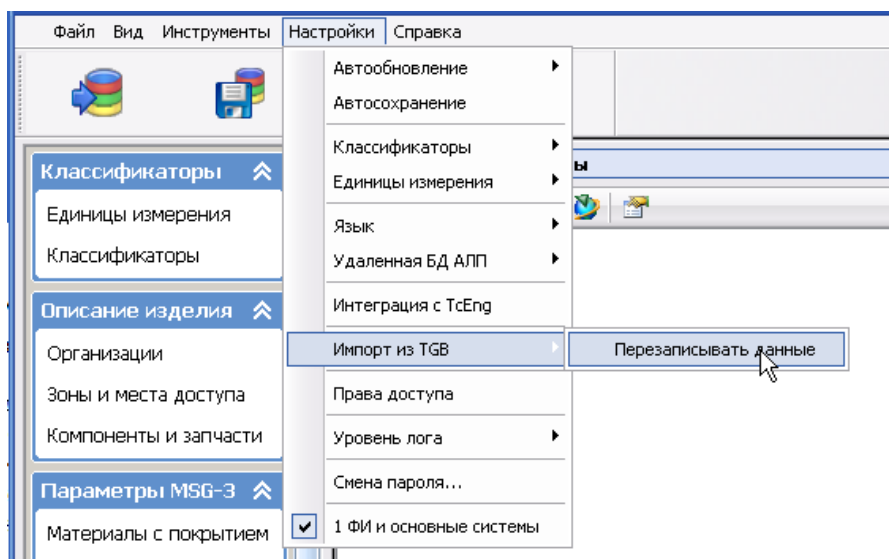 Файл Вид Инструменты Настройки Справка
Автообновление
Автосохранение
Классификаторы
Единицы измерения
Язык
Удаленная БД АЛП
Интеграция с TcEng
Импорт из TGB
Перезаписывать данные
Права доступа
Уровень лога
Смена пароля...
1 ФИ и основные системы
ы
Классификаторы
Единицы измерения
Классификаторы
Описание изделия
Организации
Зоны и места доступа
Компоненты и запчасти
Параметры MSG-3
Материалы с покрытием